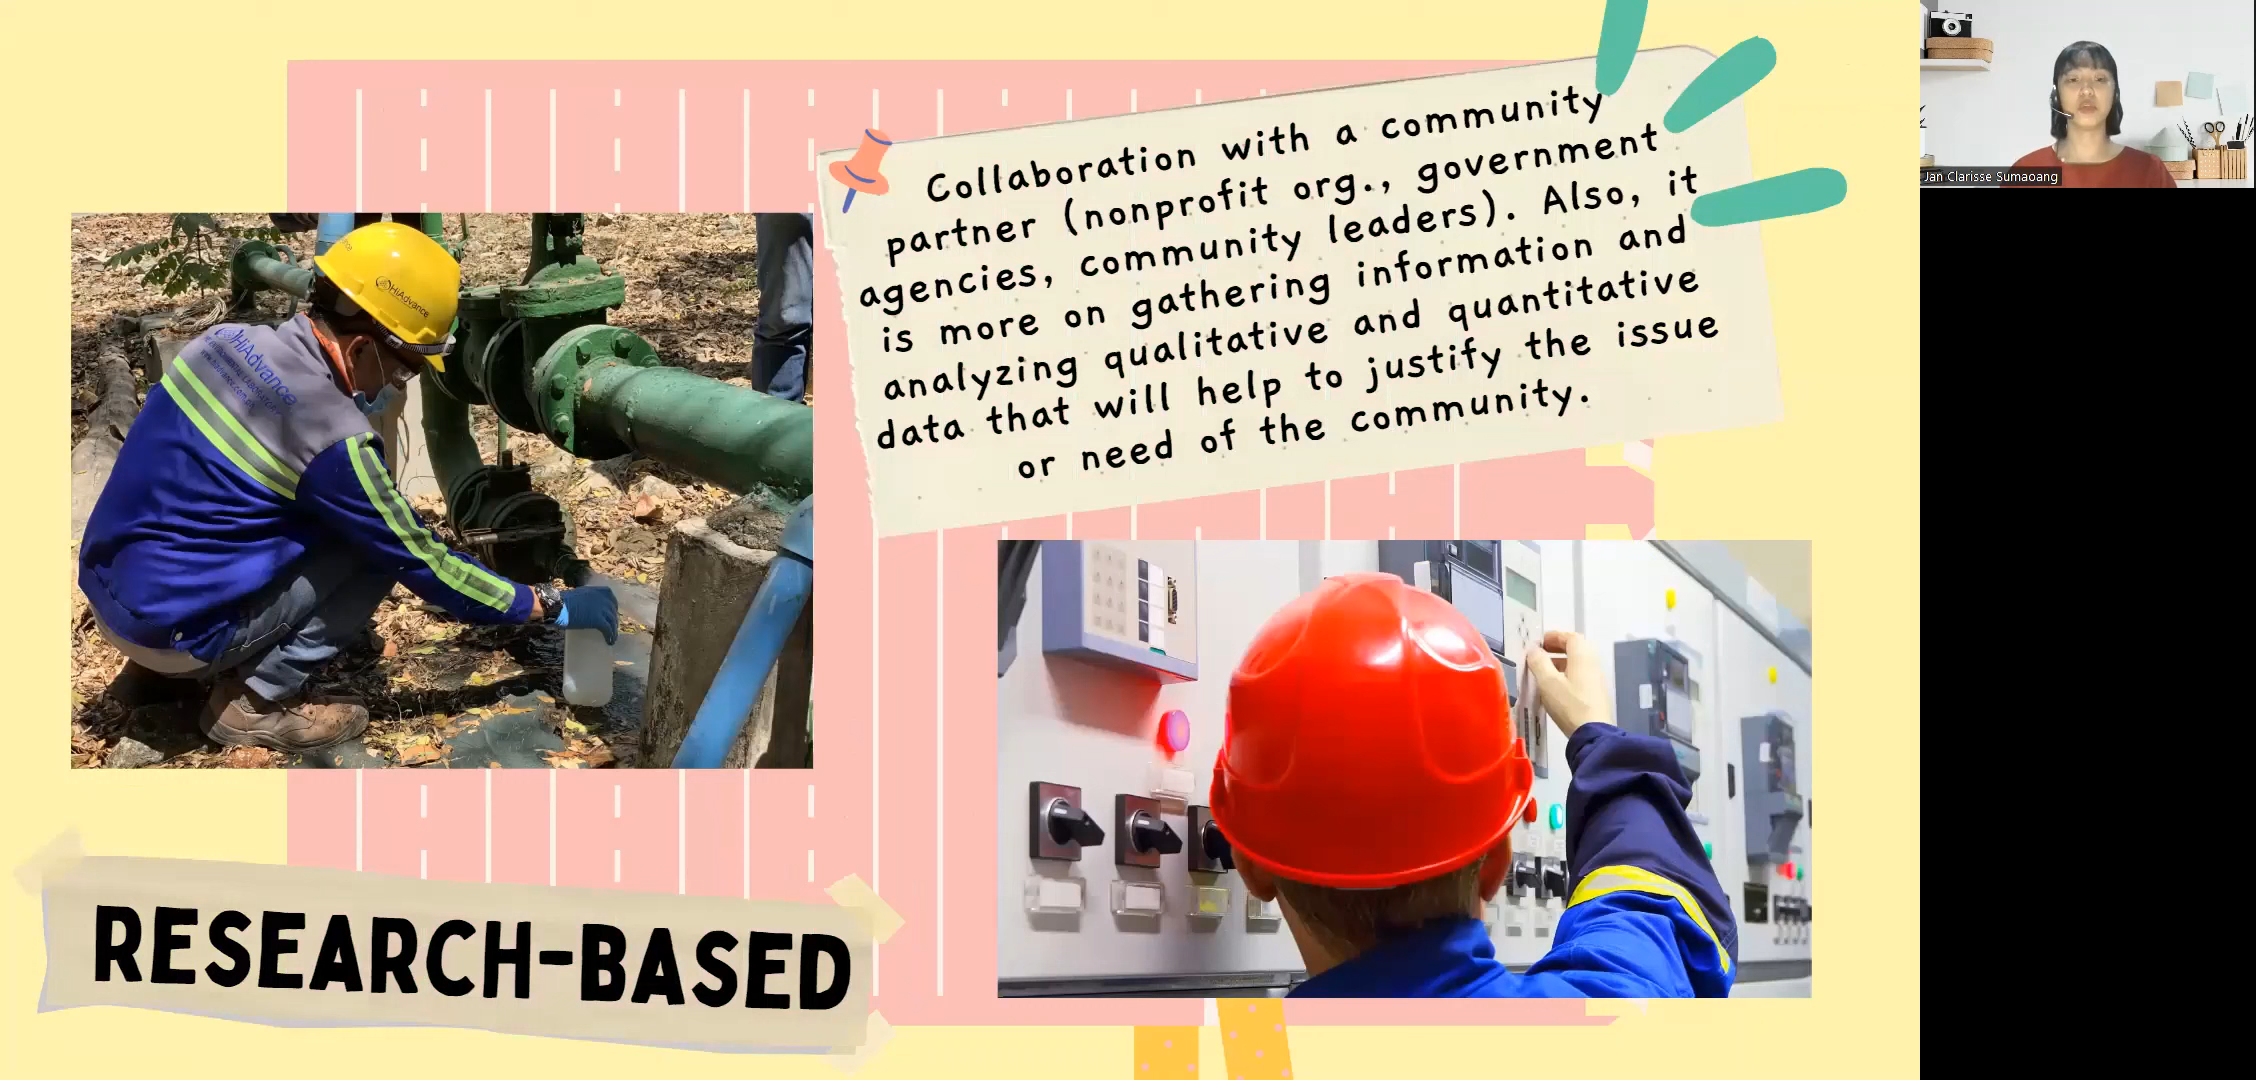 Collaboration with a community
partner (nonprofit org., government
agencies, community leaders). Also, it
is more on gathering information and
analyzing qualitative and quantitative
data that will help to justify the issue
or need of the community.
HiAdvance
HiAdvance
RESEARCH-BASED
Jan Clarisse Sumaoang